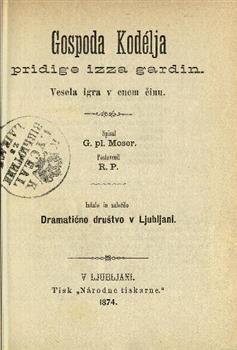 Gospoda Kodélja
pridige izza gardin.
Vesela igra v enem činu.
Spisal
G. pl. Moser.
Poslovenil
R. P.
Izdalo in založilo
Dramatično društvo v Ljubljani.
V LJUBLJANI.
Tisk „Národne tiskarne."
1874.